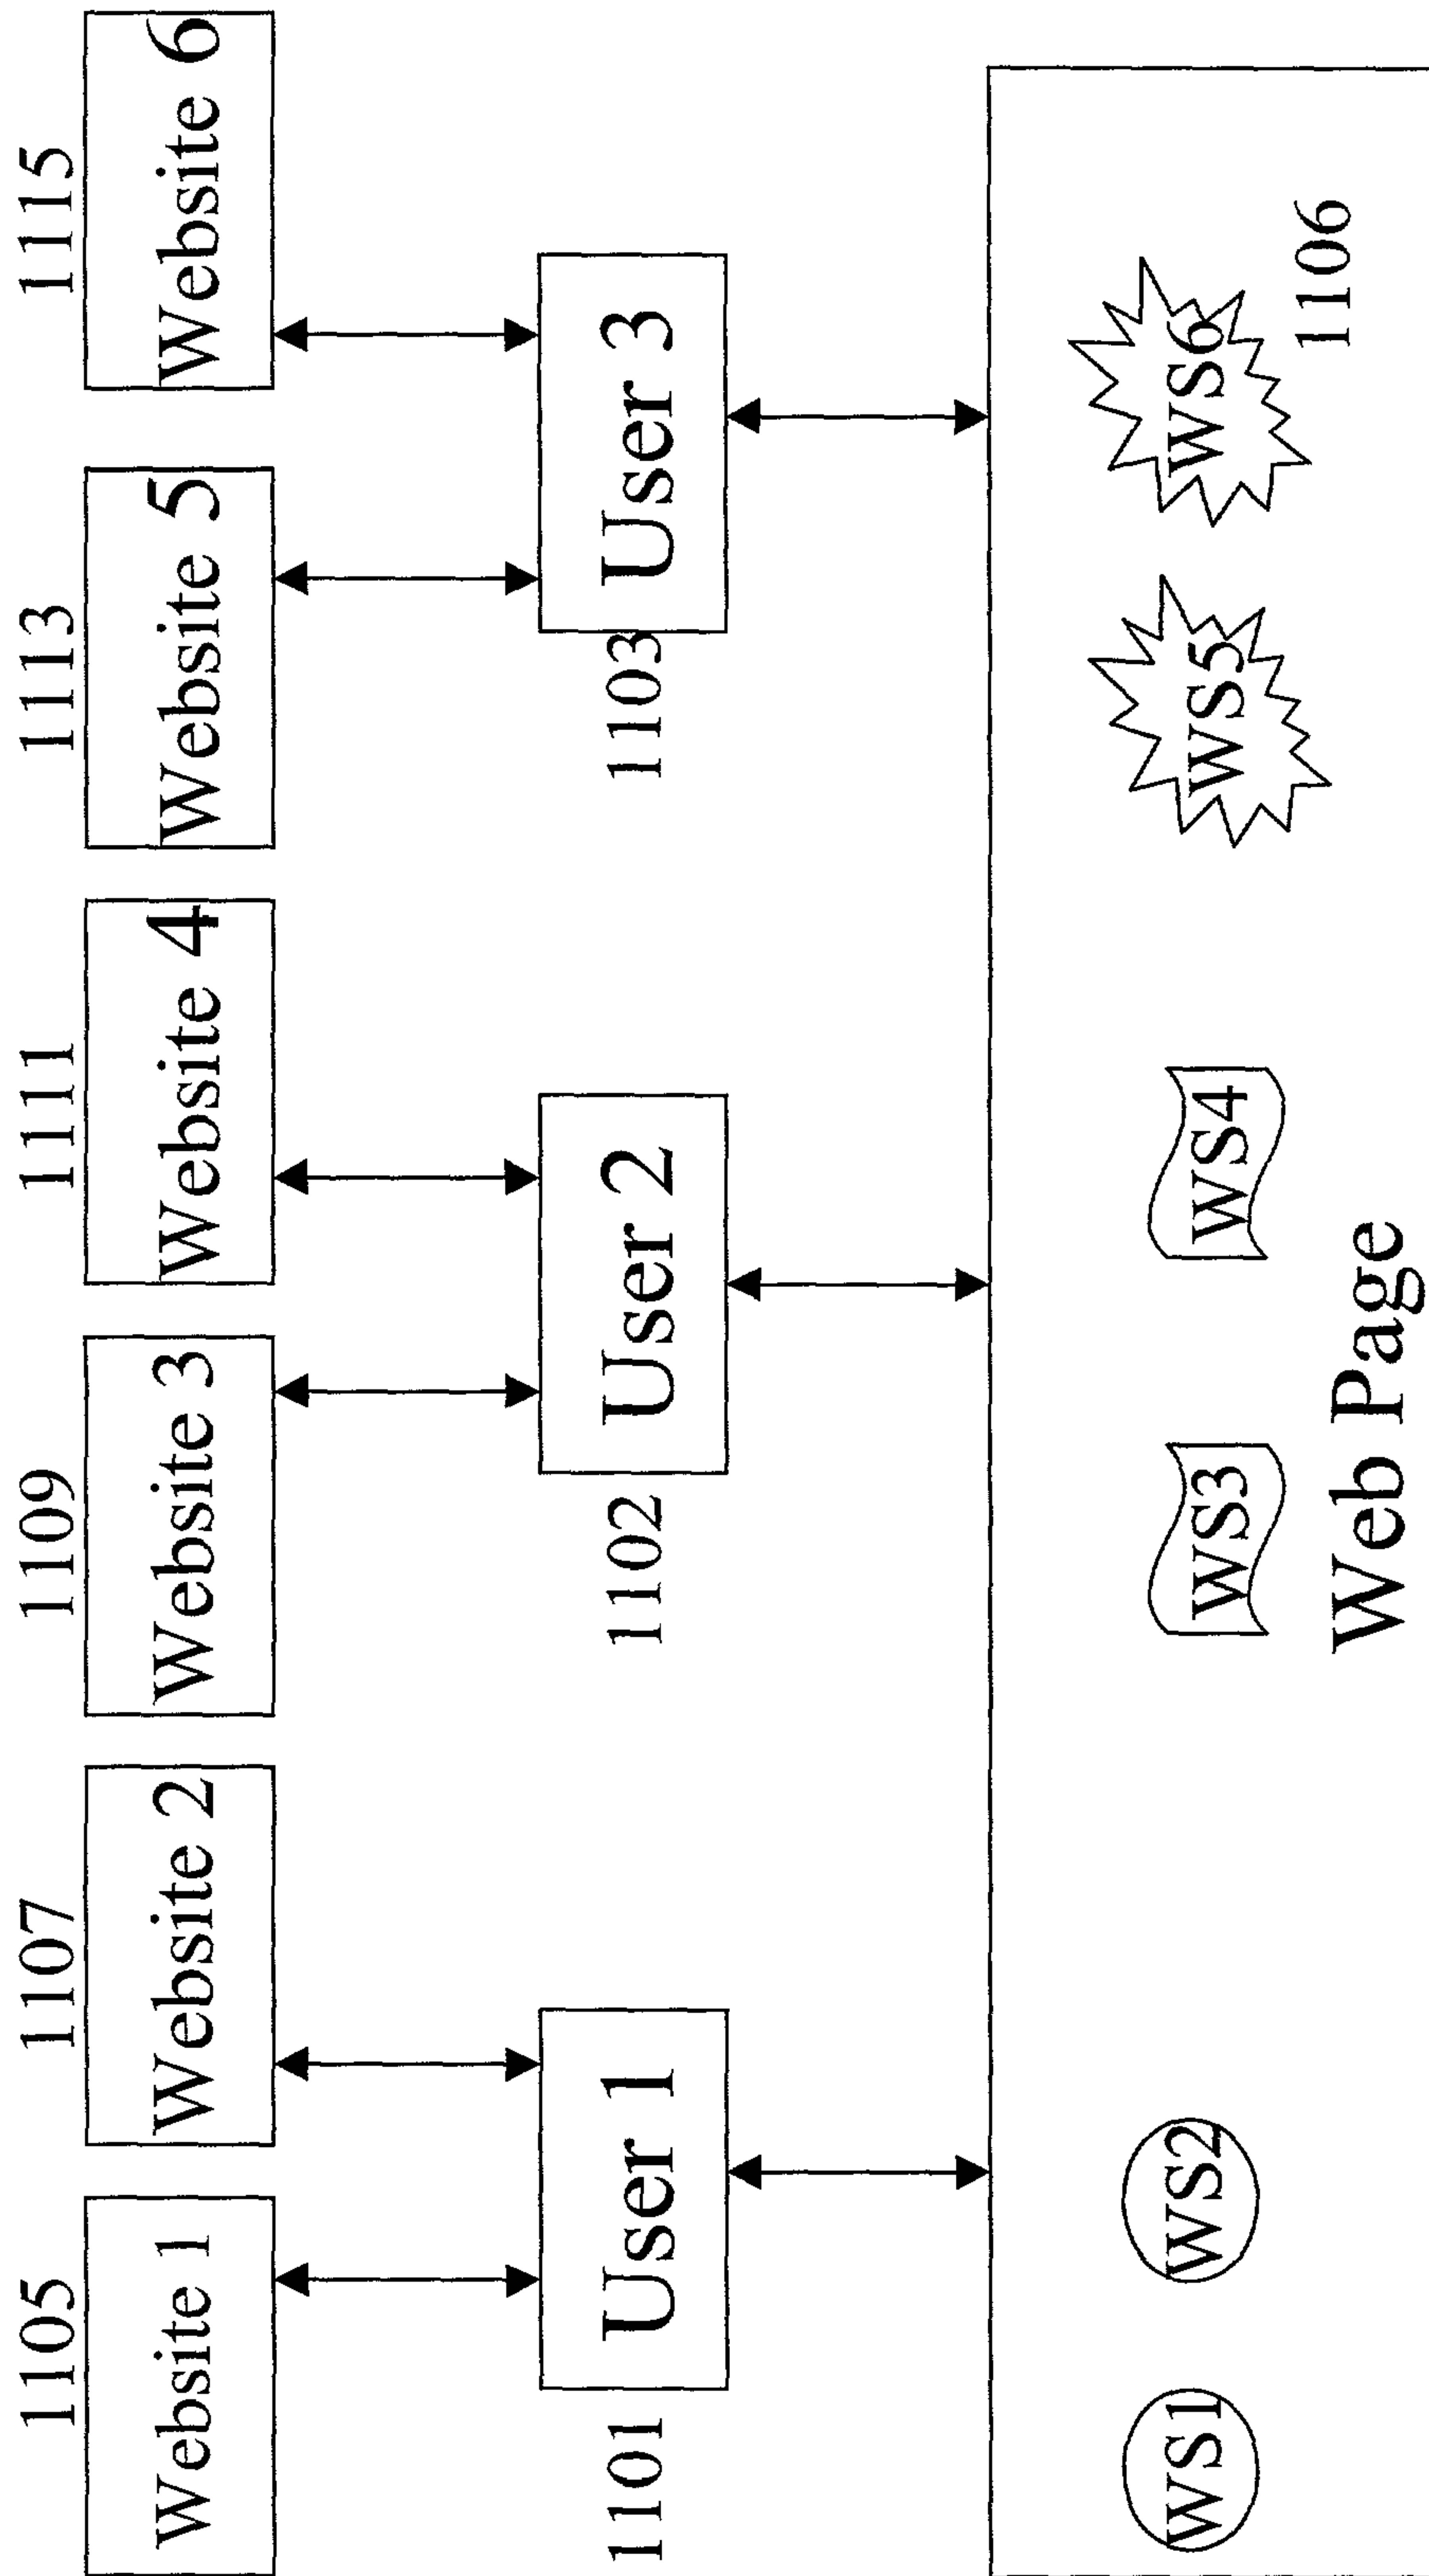 1105
1107
1109
1111
1113
1115
Website 1
Website 2
Website 3
Website 4
Website 5
Website 6
1101
User 1
1102
User 2
1103
User 3
WS1
WS2
WS3
WS4
WS5
WS6
1106
Web Page